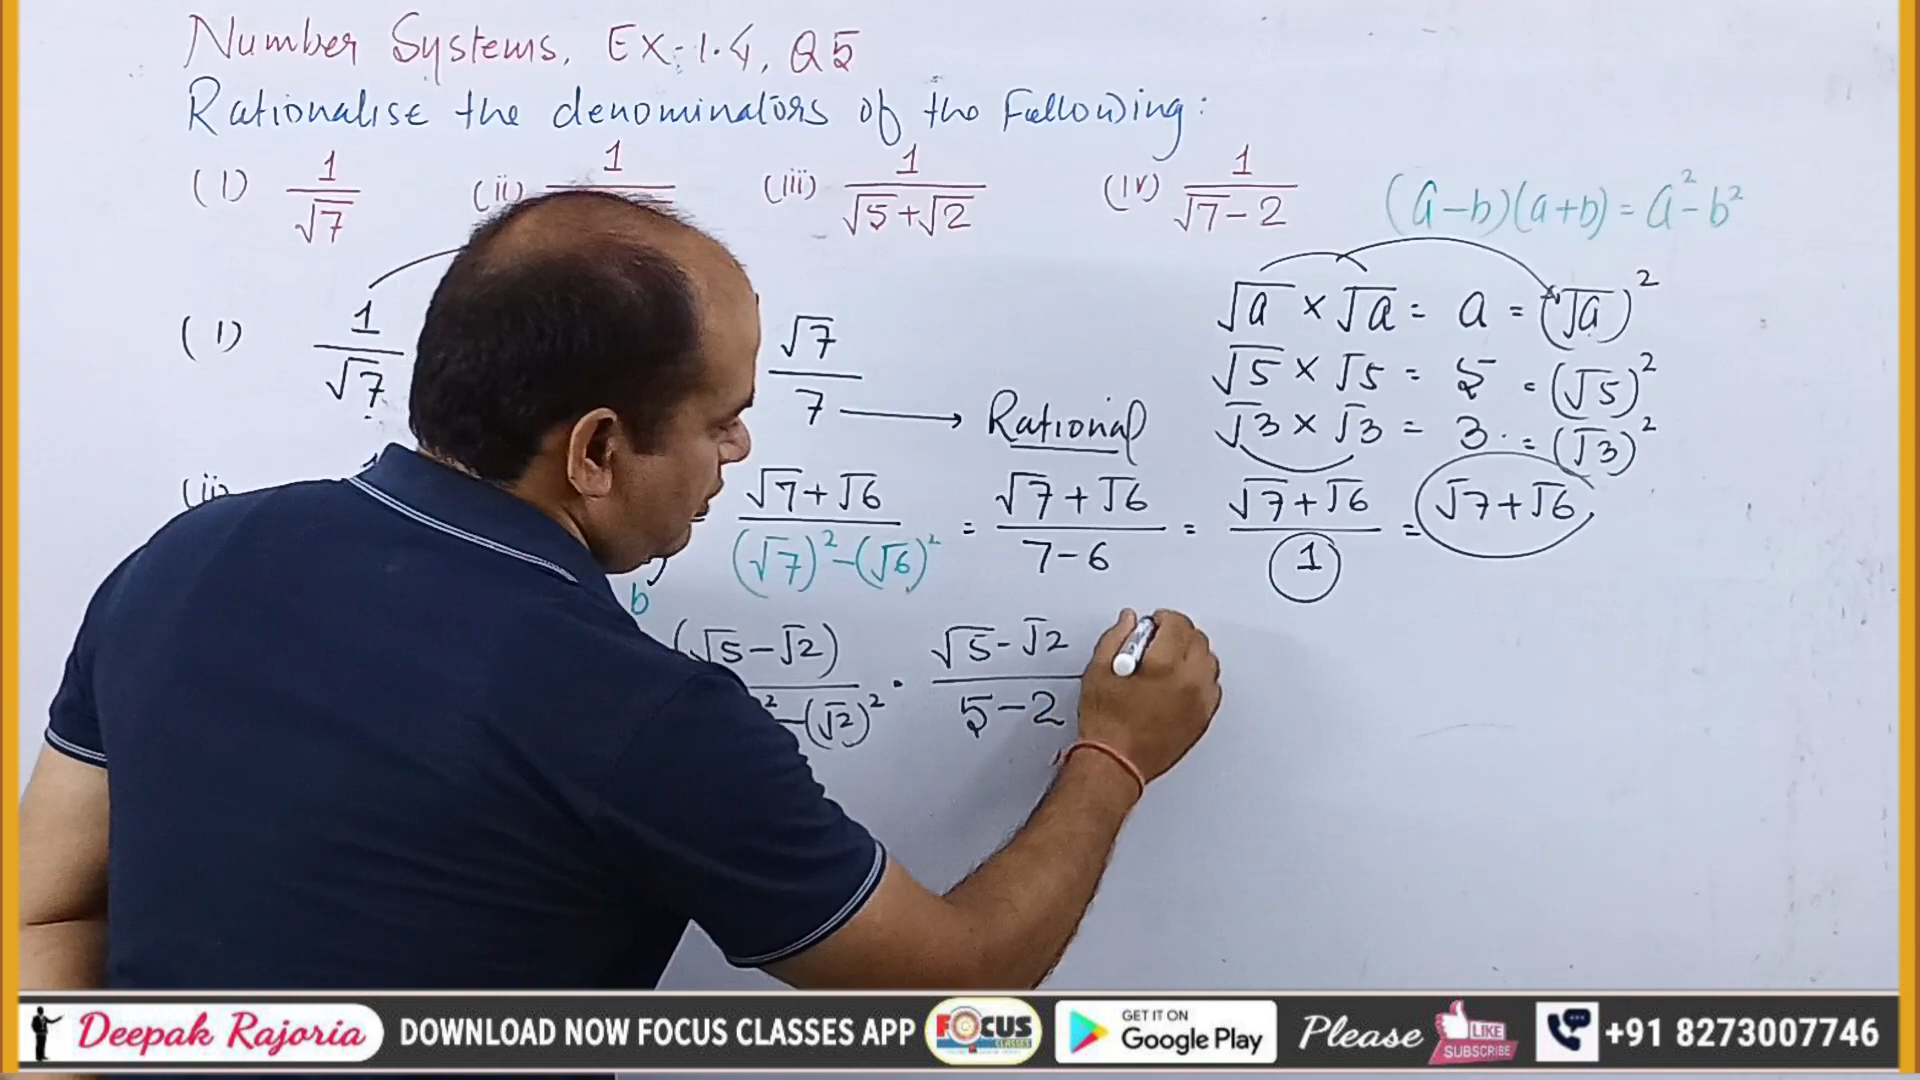 Number Systems, Ex-1.4, Q5
Rationalise the denominators of the Following:
(i) 1/√7 (ii) 1 (iii) 1/(√5+√2) (iv) 1/(√7-2) (a-b)(a+b) = a²-b²
√a × √a = a = (√a)²
(1) 1/√7 √7/7 → Rational
√5 × √5 = 5 = (√5)²
√3 × √3 = 3 = (√3)²
(ii) (√7+√6)/((√7)²-(√6)²) = (√7+√6)/(7-6) = (√7+√6)/1 = √7+√6
b
(√5-√2) ²-(√2)² (√5-√2)/(5-2)
Deepak Rajoria DOWNLOAD NOW FOCUS CLASSES APP FOCUS CLASSES GET IT ON Google Play Please LIKE SUBSCRIBE +91 8273007746